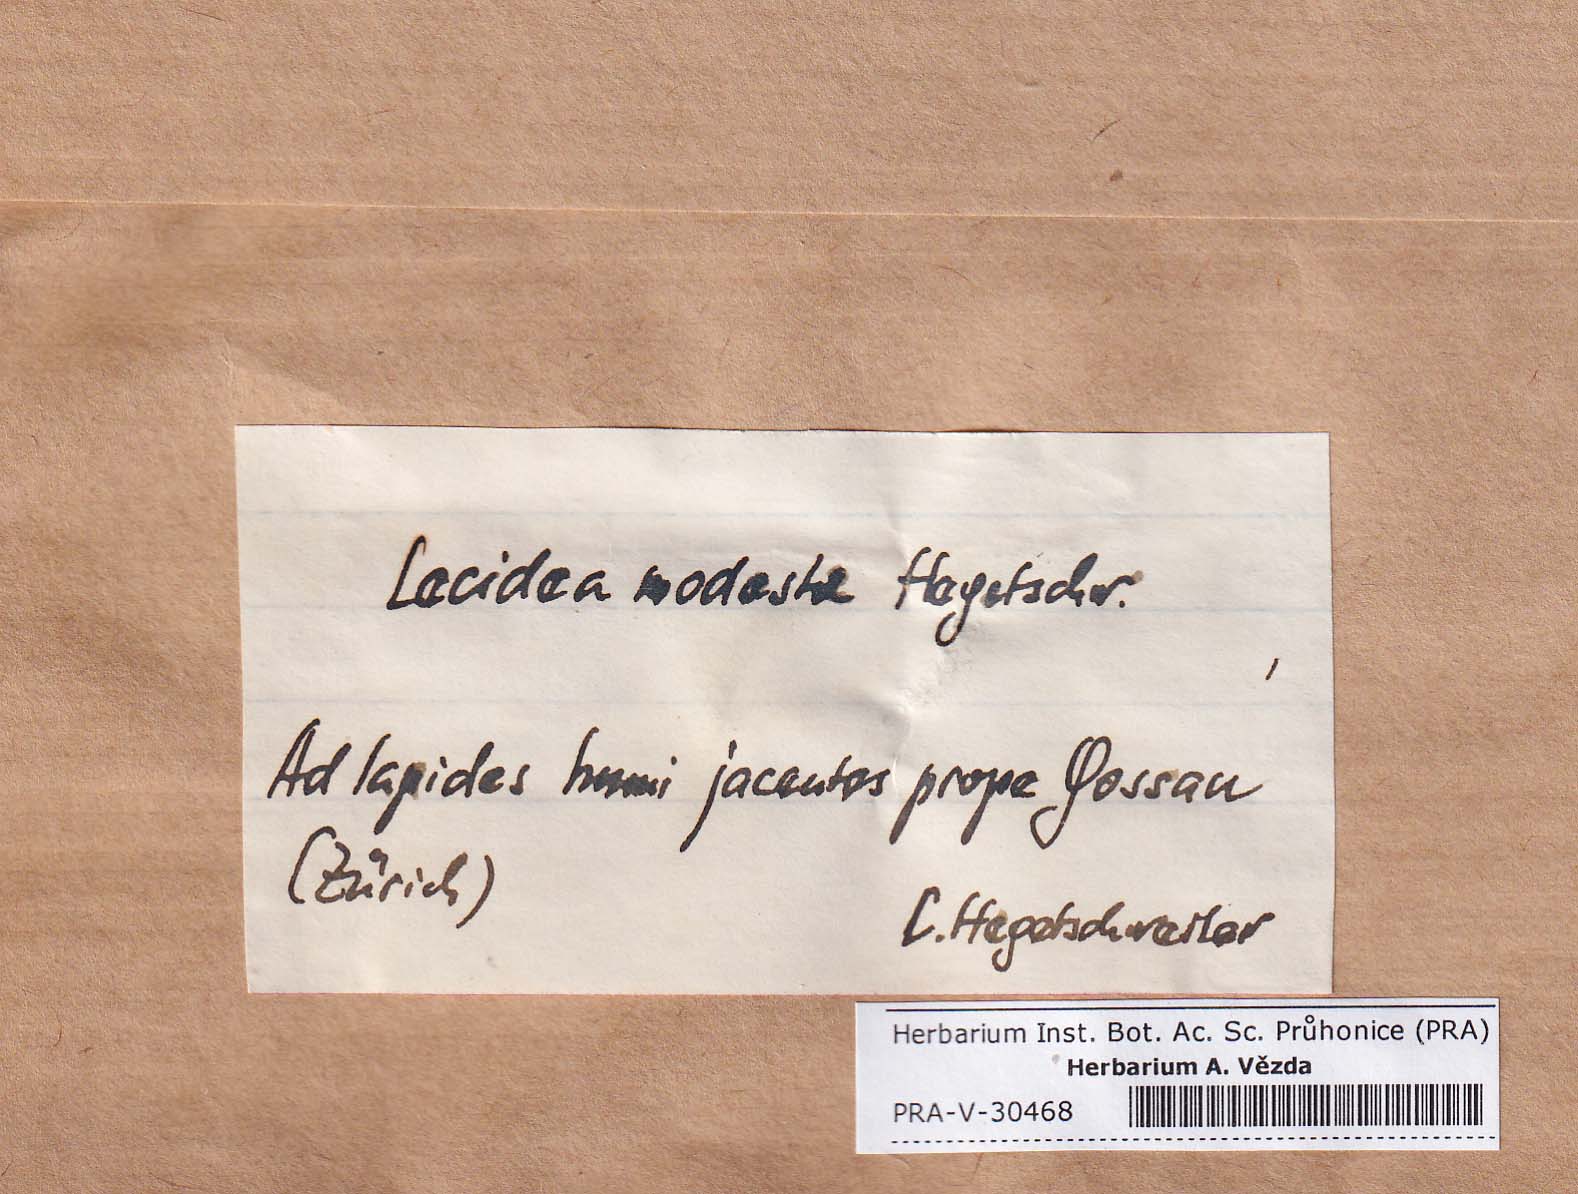 Lecidea modesta Hegetschr.
Ad lapides humi jacentes prope Gossau
(Zürich)
C. Hegetschweiler
Herbarium Inst. Bot. Ac. Sc. Průhonice (PRA)
Herbarium A. Vězda
PRA-V-30468